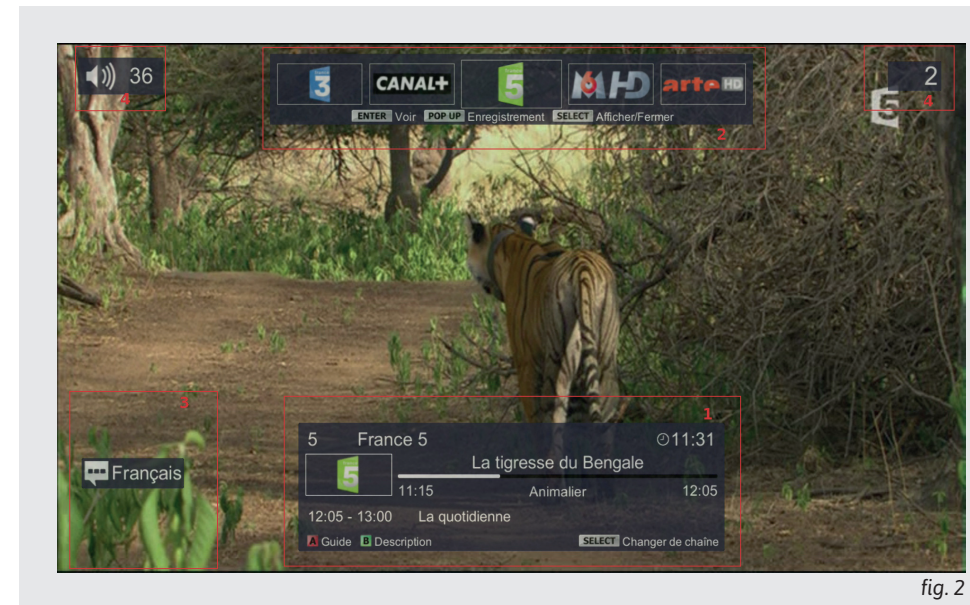 36
4
3
CANAL+
5
M6 HD
arte HD
2
4
5
ENTER Voir POP UP Enregistrement SELECT Afficher/Fermer
2
3
Français
1
5 France 5 11:31
5
La tigresse du Bengale
11:15 Animalier 12:05
12:05 - 13:00 La quotidienne
A Guide B Description SELECT Changer de chaîne
fig. 2